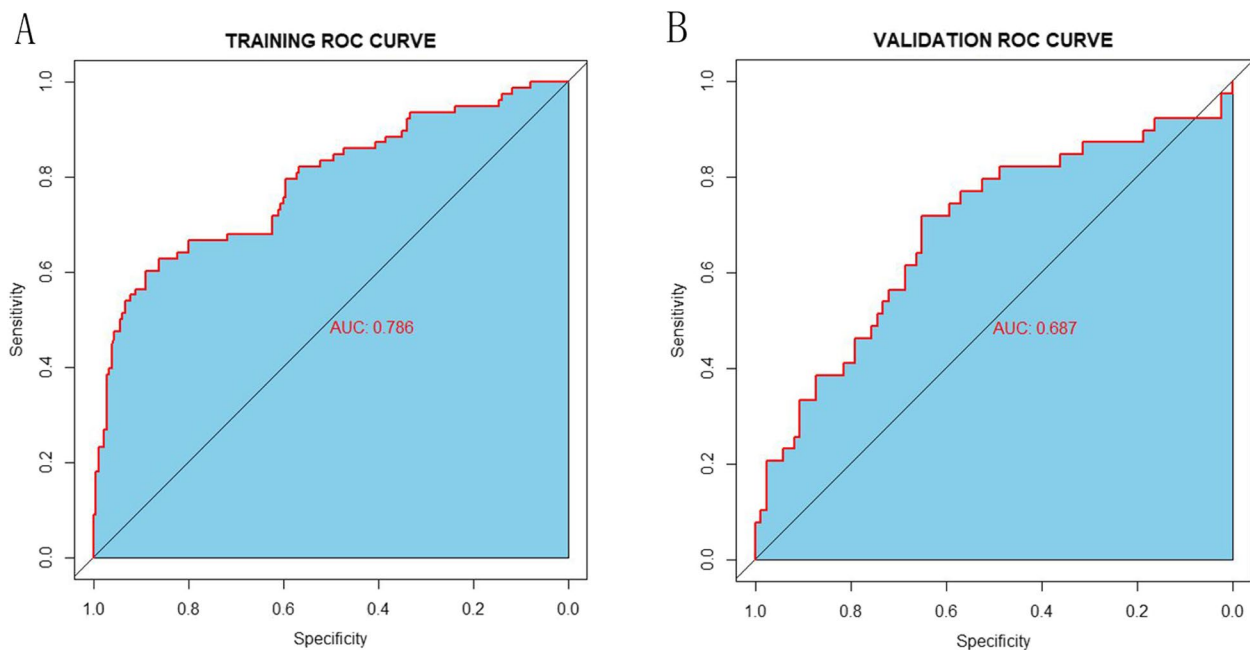 A
TRAINING ROC CURVE
Sensitivity
1.0
0.8
0.6
0.4
0.2
0.0
AUC: 0.786
1.0 0.8 0.6 0.4 0.2 0.0
Specificity
B
VALIDATION ROC CURVE
Sensitivity
1.0
0.8
0.6
0.4
0.2
0.0
AUC: 0.687
1.0 0.8 0.6 0.4 0.2 0.0
Specificity